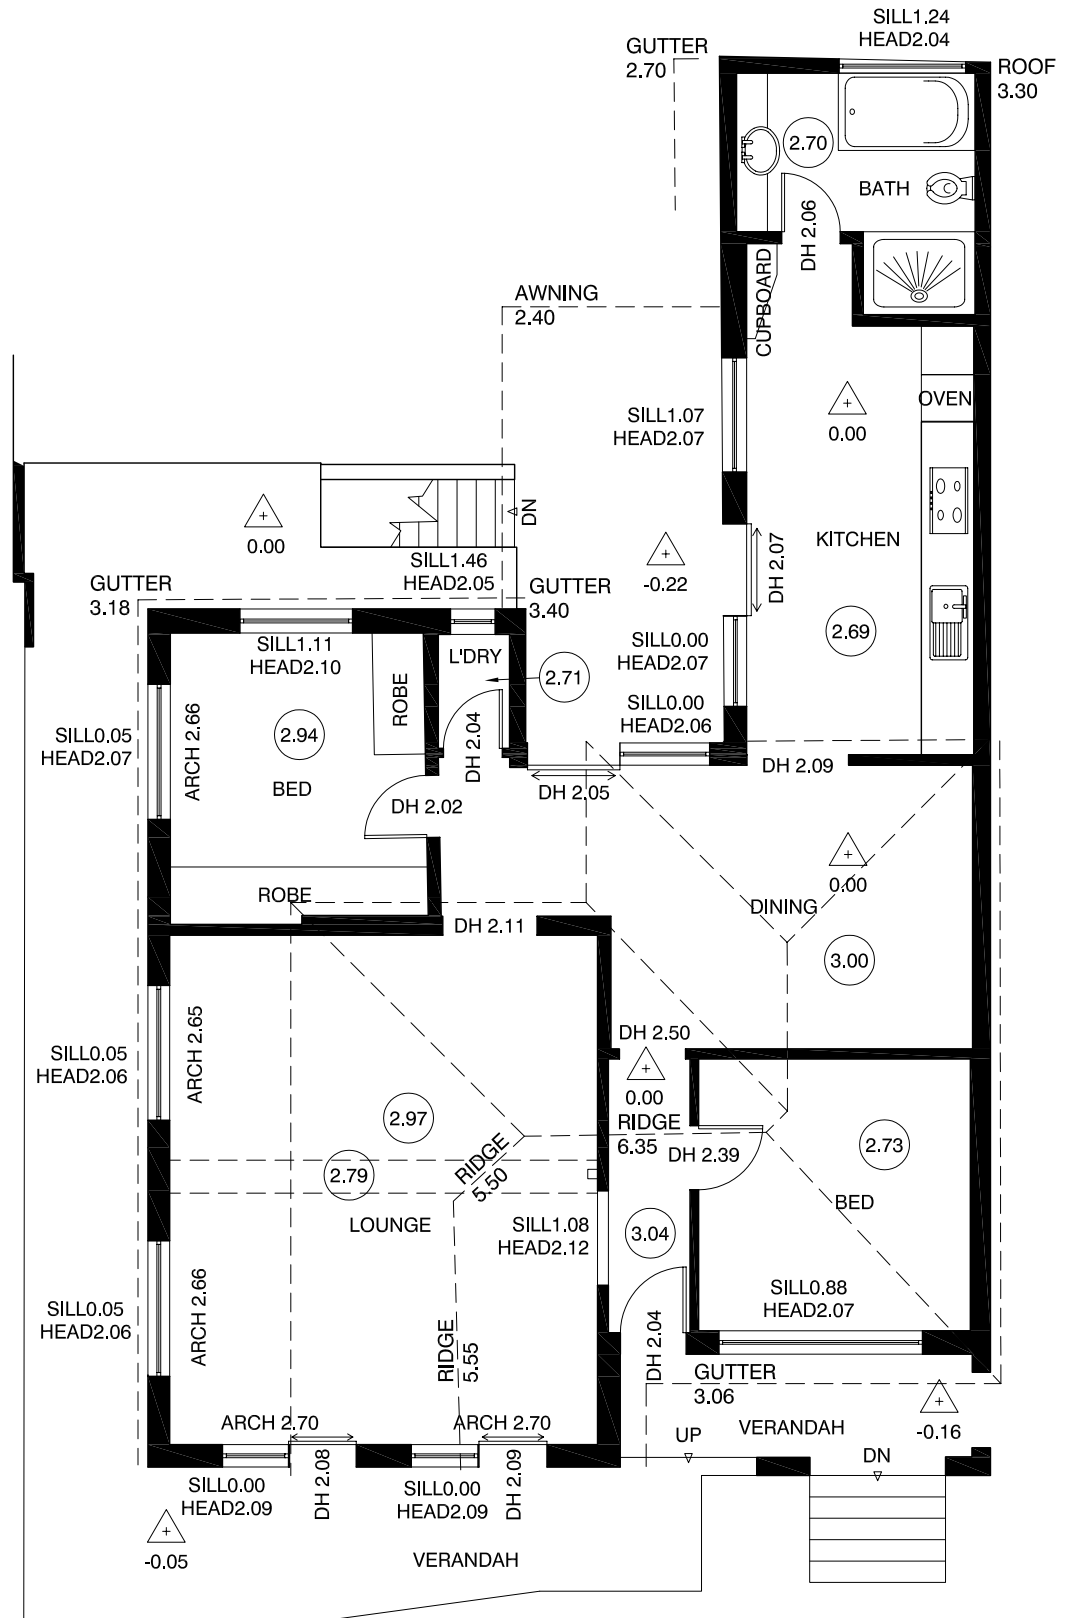 SILL1.24
HEAD2.04
GUTTER
2.70
ROOF
3.30
2.70
BATH
DH 2.06
CUPBOARD
AWNING
2.40
OVEN
SILL1.07
HEAD2.07
0.00
DN
0.00
KITCHEN
DH 2.07
SILL1.46
HEAD2.05
-0.22
GUTTER
3.18
GUTTER
3.40
SILL1.11
HEAD2.10
L'DRY
SILL0.00
HEAD2.07
2.69
ROBE
2.71
SILL0.00
HEAD2.06
SILL0.05
HEAD2.07
ARCH 2.66
2.94
DH 2.04
BED
DH 2.02
DH 2.05
DH 2.09
0.00
ROBE
DINING
DH 2.11
3.00
ARCH 2.65
SILL0.05
HEAD2.06
DH 2.50
0.00
RIDGE
6.35
2.97
RIDGE
5.50
DH 2.39
2.73
2.79
LOUNGE
SILL1.08
HEAD2.12
3.04
BED
SILL0.05
HEAD2.06
ARCH 2.66
RIDGE
5.55
DH 2.04
SILL0.88
HEAD2.07
GUTTER
3.06
ARCH 2.70
ARCH 2.70
UP
VERANDAH
-0.16
DN
SILL0.00
HEAD2.09
DH 2.08
SILL0.00
HEAD2.09
DH 2.09
-0.05
VERANDAH